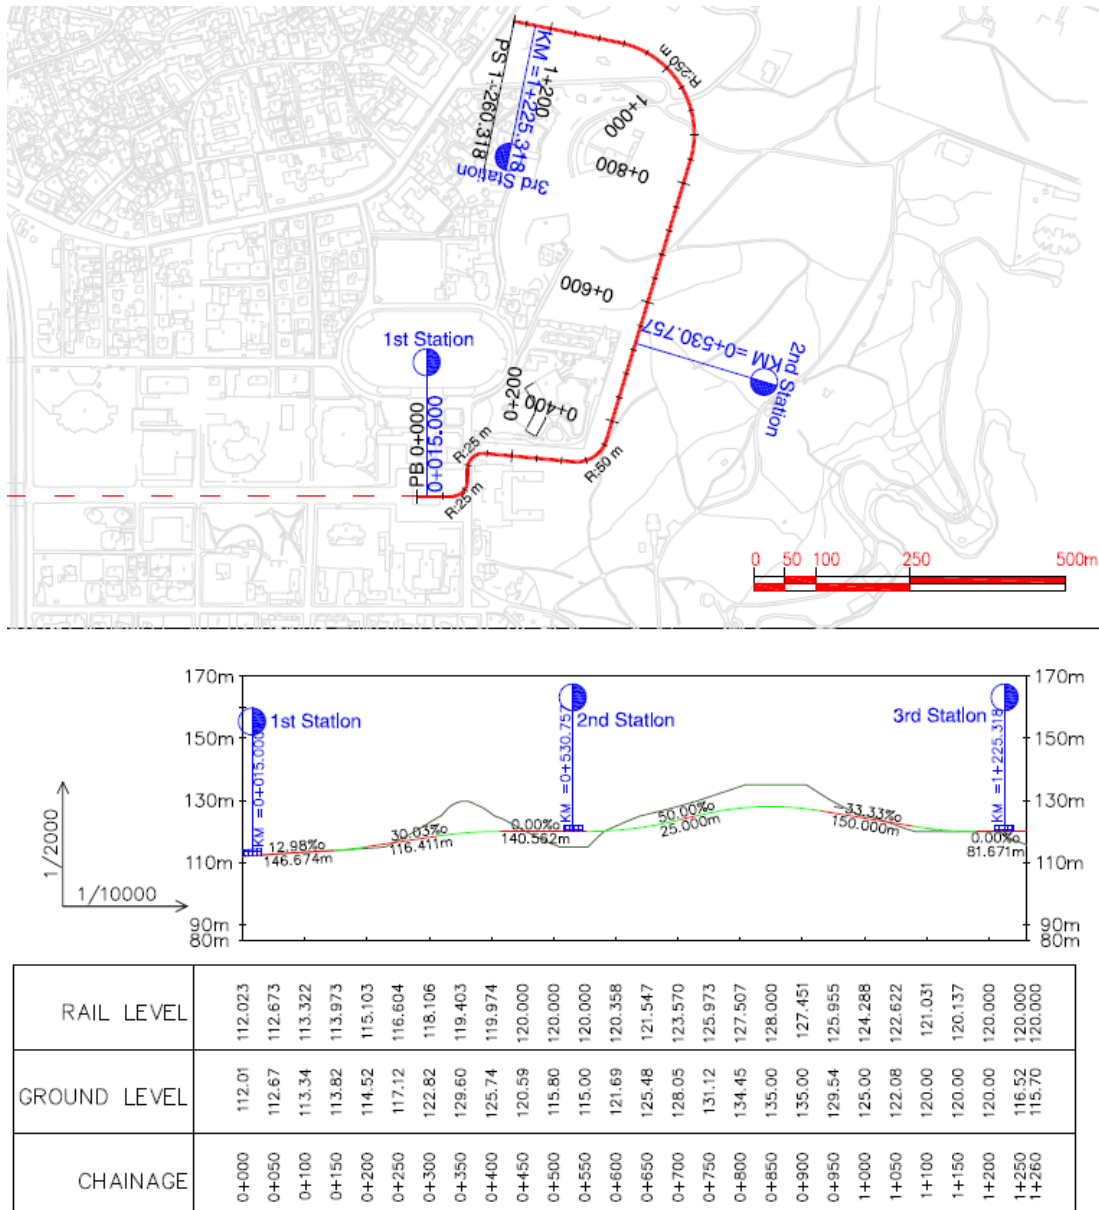 PS 1+260.318
KM =1+225.318
1+200
3rd Station
R:250 m
1+000
0+800
0+600
KM =0+530.757
2nd Station
1st Station
PB 0+000
0+015.000
0+200
0+400
R:25 m
R:25 m
R:50 m
0 50 100 250 500m
170m 170m
1st Station 2nd Station 3rd Station
KM =0+015.000 KM =0+530.757 KM =1+225.318
150m 150m
130m 130m
12.98‰ 30.03‰ 0.00‰ 50.00‰ -33.33‰ 0.00‰
146.674m 116.411m 140.562m 25.000m 150.000m 81.671m
110m 110m
90m 90m
80m 80m
1/2000
1/10000
RAIL LEVEL 112.023 112.673 113.322 113.973 115.103 116.604 118.106 119.403 119.974 120.000 120.000 120.000 120.358 121.547 123.570 125.973 127.507 128.000 127.451 125.955 124.288 122.622 121.031 120.137 120.000 120.000 120.000
GROUND LEVEL 112.01 112.67 113.34 113.82 114.52 117.12 122.82 129.60 125.74 120.59 115.80 115.00 121.69 125.48 128.05 131.12 134.45 135.00 135.00 129.54 125.00 122.08 120.00 120.00 120.00 116.52 115.70
CHAINAGE 0+000 0+050 0+100 0+150 0+200 0+250 0+300 0+350 0+400 0+450 0+500 0+550 0+600 0+650 0+700 0+750 0+800 0+850 0+900 0+950 1+000 1+050 1+100 1+150 1+200 1+250 1+260